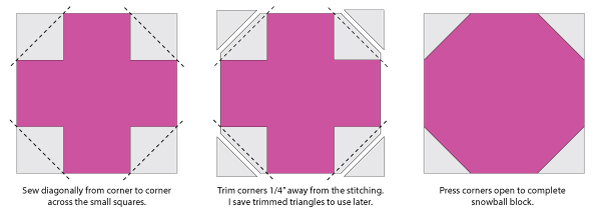 Sew diagonally from corner to corner
across the small squares.
Trim corners 1/4" away from the stitching.
I save trimmed triangles to use later.
Press corners open to complete
snowball block.